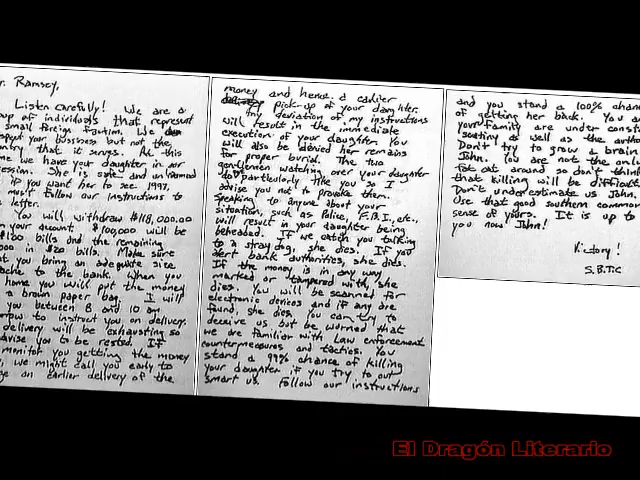 r. Ramsey,
Listen carefully! We are a
oup of individuals that represent
small foreign faction. We do
spect your business but not the
untry that it serves. At this
me we have your daughter in our
session. She is safe and unharmed
if you want her to see 1997,
must follow our instructions to
letter.
You will withdraw $118,000.00
n your account. $100,000 will be
$100 bills and the remaining
000 in $20 bills. Make sure
at you bring an adequate size
ache to the bank. When you
home you will put the money
a brown paper bag. I will
you between 8 and 10 am
orrow to instruct you on delivery.
delivery will be exhausting so
advise you to be rested. If
monitor you getting the money
y, we might call you early to
ge an earlier delivery of the
money and hence a earlier
pick-up of your daughter.
Any deviation of my instructions
will result in the immediate
execution of your daughter. You
will also be denied her remains
for proper burial. The two
gentlemen watching over your daughter
do particularly like you so I
advise you not to provoke them.
Speaking to anyone about your
situation, such as Police, F.B.I., etc.,
will result in your daughter being
beheaded. If we catch you talking
to a stray dog, she dies. If you
alert bank authorities, she dies.
If the money is in any way
marked or tampered with, she
dies. You will be scanned for
electronic devices and if any are
found, she dies. You can try to
deceive us but be warned that
we are familiar with Law enforcement
countermeasures and tactics. You
stand a 99% chance of killing
your daughter if you try to out
smart us. Follow our instructions
and you stand a 100% chanc
of getting her back. You an
your family are under consta
scrutiny as well as the autho
Don't try to grow a brain
John. You are not the only
fat cat around so don't think
that killing will be difficul
Don't underestimate us John.
Use that good southern common
sense of yours. It is up to
you now John!
Victory!
S.B.T.C
El Dragón Literario